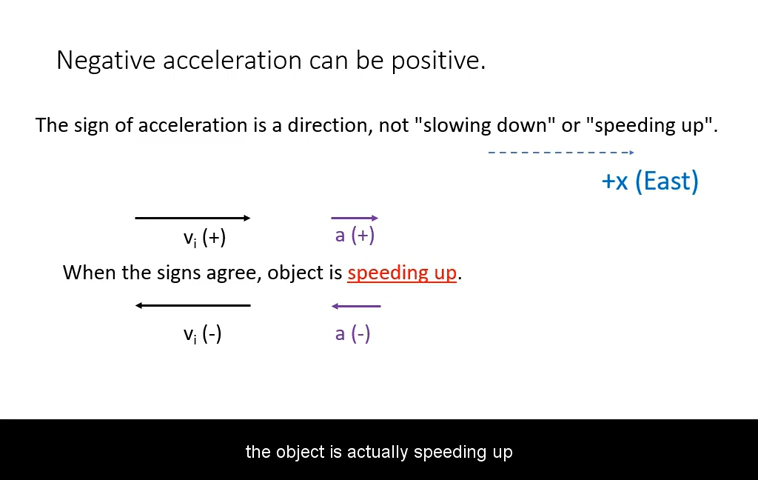 Negative acceleration can be positive.
The sign of acceleration is a direction, not "slowing down" or "speeding up".
+x (East)
vᵢ (+) a (+)
When the signs agree, object is speeding up.
vᵢ (-) a (-)
the object is actually speeding up